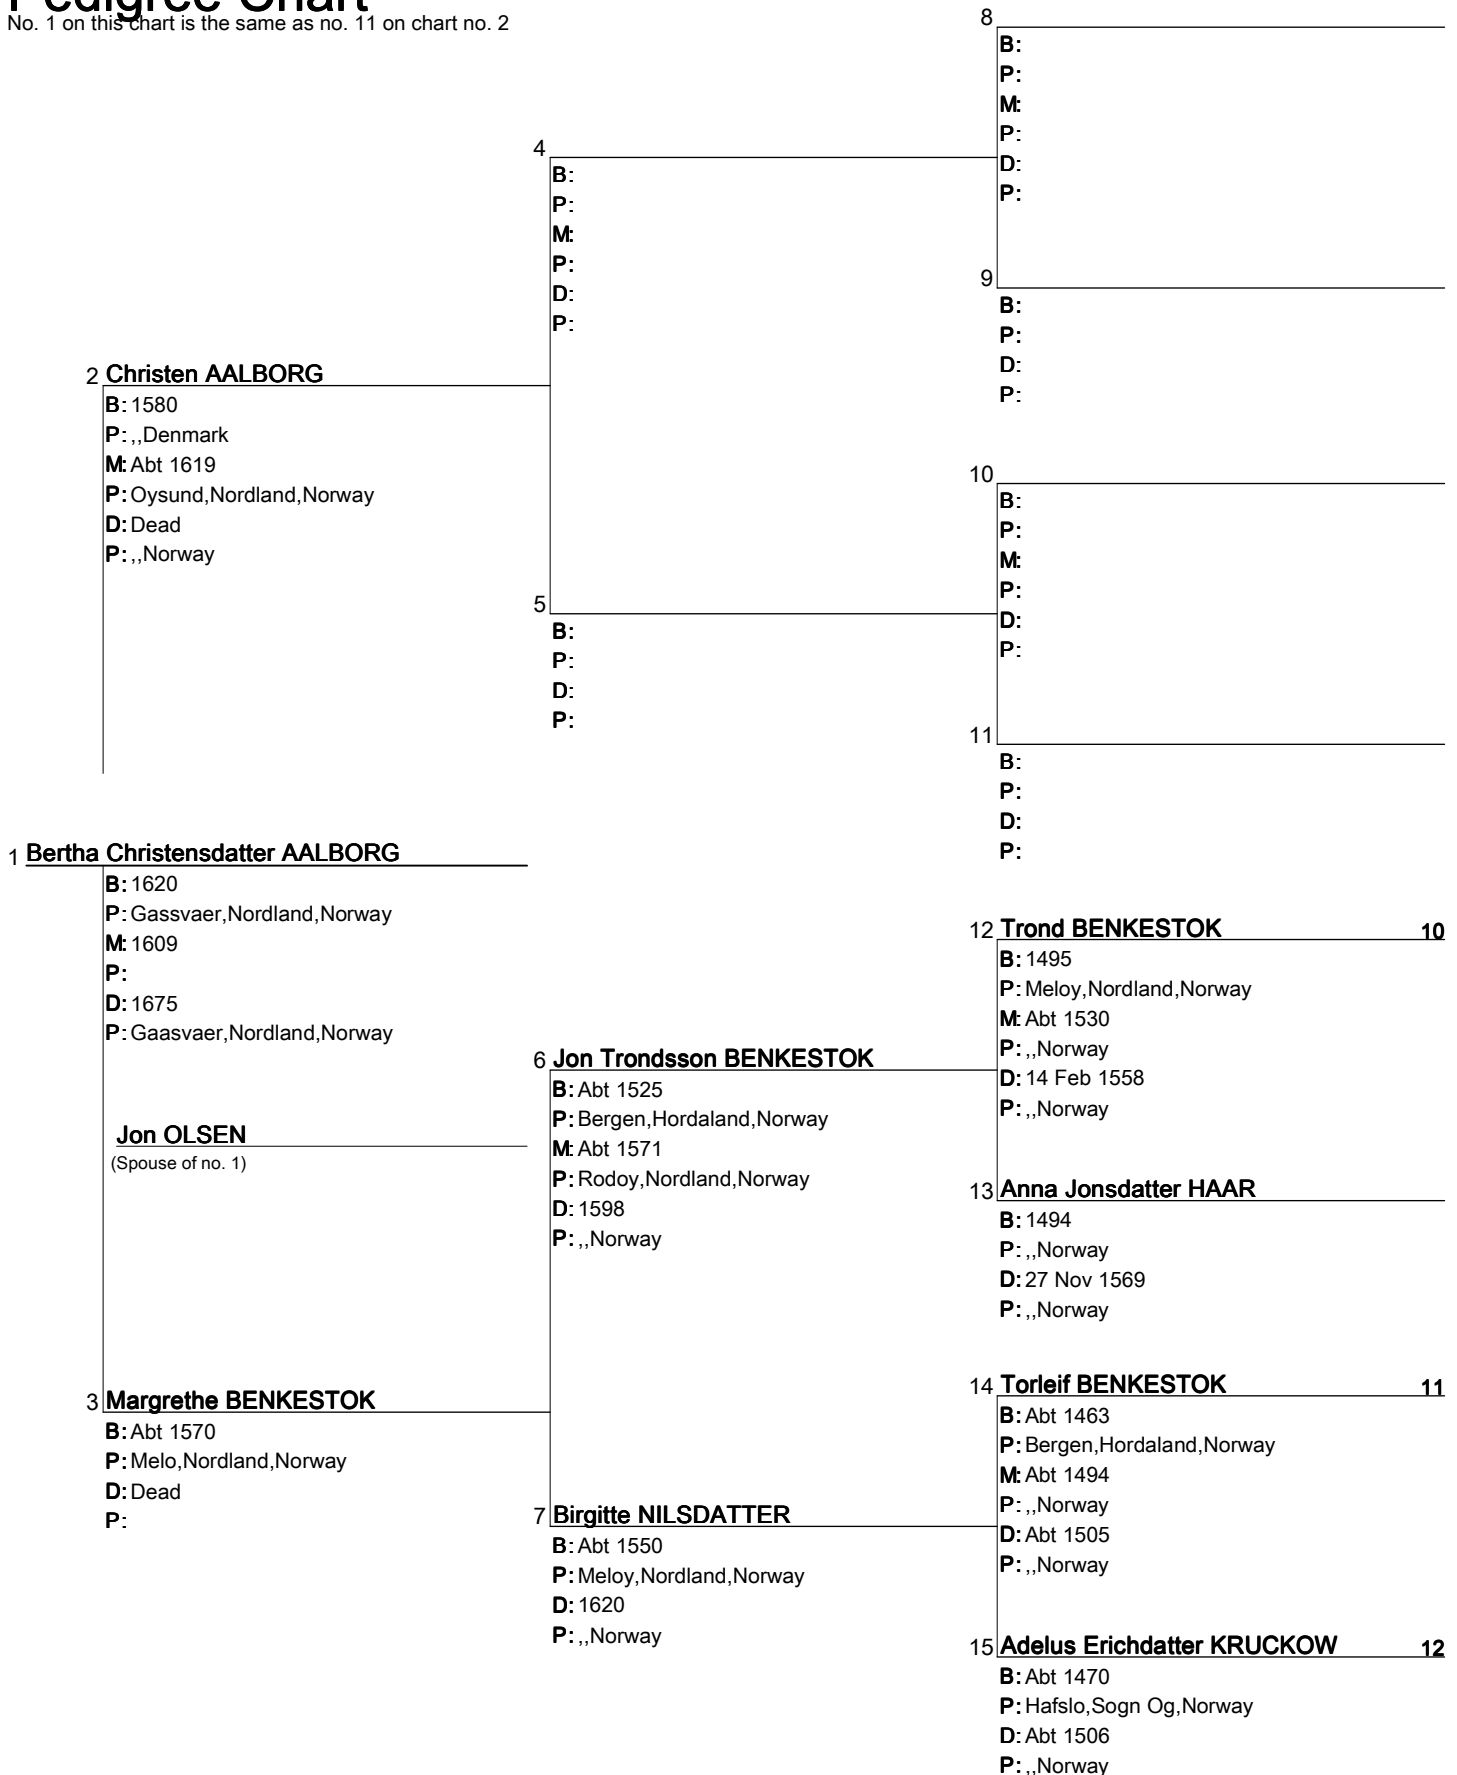 Pedigree Chart
No. 1 on this chart is the same as no. 11 on chart no. 2
8
B:
P:
M:
P:
D:
P:
4
B:
P:
M:
P:
D:
P:
9
B:
P:
D:
P:
2 Christen AALBORG
B: 1580
P: ,,Denmark
M: Abt 1619
P: Oysund,Nordland,Norway
D: Dead
P: ,,Norway
10
B:
P:
M:
P:
D:
P:
5
B:
P:
D:
P:
11
B:
P:
D:
P:
1 Bertha Christensdatter AALBORG
B: 1620
P: Gassvaer,Nordland,Norway
M: 1609
P:
D: 1675
P: Gaasvaer,Nordland,Norway
Jon OLSEN
(Spouse of no. 1)
12 Trond BENKESTOK 10
B: 1495
P: Meloy,Nordland,Norway
M: Abt 1530
P: ,,Norway
D: 14 Feb 1558
P: ,,Norway
6 Jon Trondsson BENKESTOK
B: Abt 1525
P: Bergen,Hordaland,Norway
M: Abt 1571
P: Rodoy,Nordland,Norway
D: 1598
P: ,,Norway
13 Anna Jonsdatter HAAR
B: 1494
P: ,,Norway
D: 27 Nov 1569
P: ,,Norway
3 Margrethe BENKESTOK
B: Abt 1570
P: Melo,Nordland,Norway
D: Dead
P:
14 Torleif BENKESTOK 11
B: Abt 1463
P: Bergen,Hordaland,Norway
M: Abt 1494
P: ,,Norway
D: Abt 1505
P: ,,Norway
7 Birgitte NILSDATTER
B: Abt 1550
P: Meloy,Nordland,Norway
D: 1620
P: ,,Norway
15 Adelus Erichdatter KRUCKOW 12
B: Abt 1470
P: Hafslo,Sogn Og,Norway
D: Abt 1506
P: ,,Norway